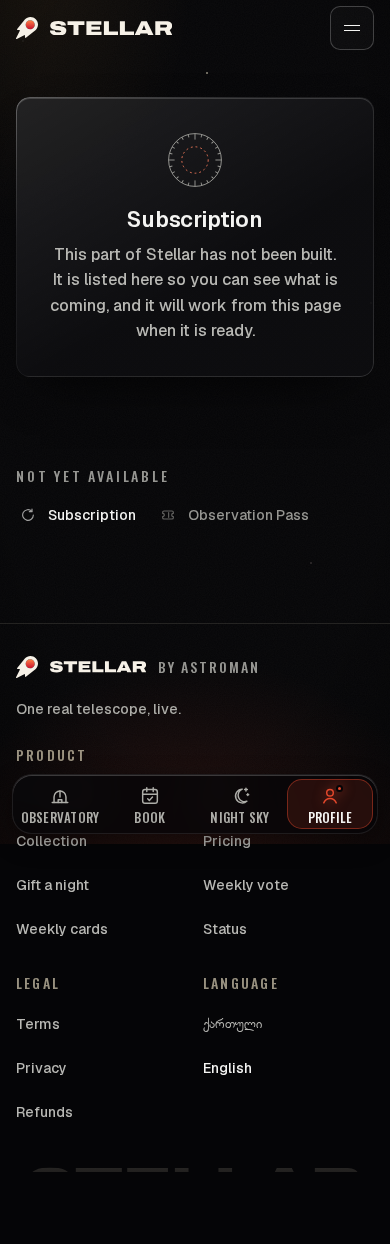 STELLAR
Subscription
This part of Stellar has not been built.
It is listed here so you can see what is
coming, and it will work from this page
when it is ready.
NOT YET AVAILABLE
Subscription
Observation Pass
STELLAR BY ASTROMAN
One real telescope, live.
PRODUCT
OBSERVATORY
BOOK
NIGHT SKY
PROFILE
Collection
Pricing
Gift a night
Weekly vote
Weekly cards
Status
LEGAL
LANGUAGE
Terms
ქართული
Privacy
English
Refunds